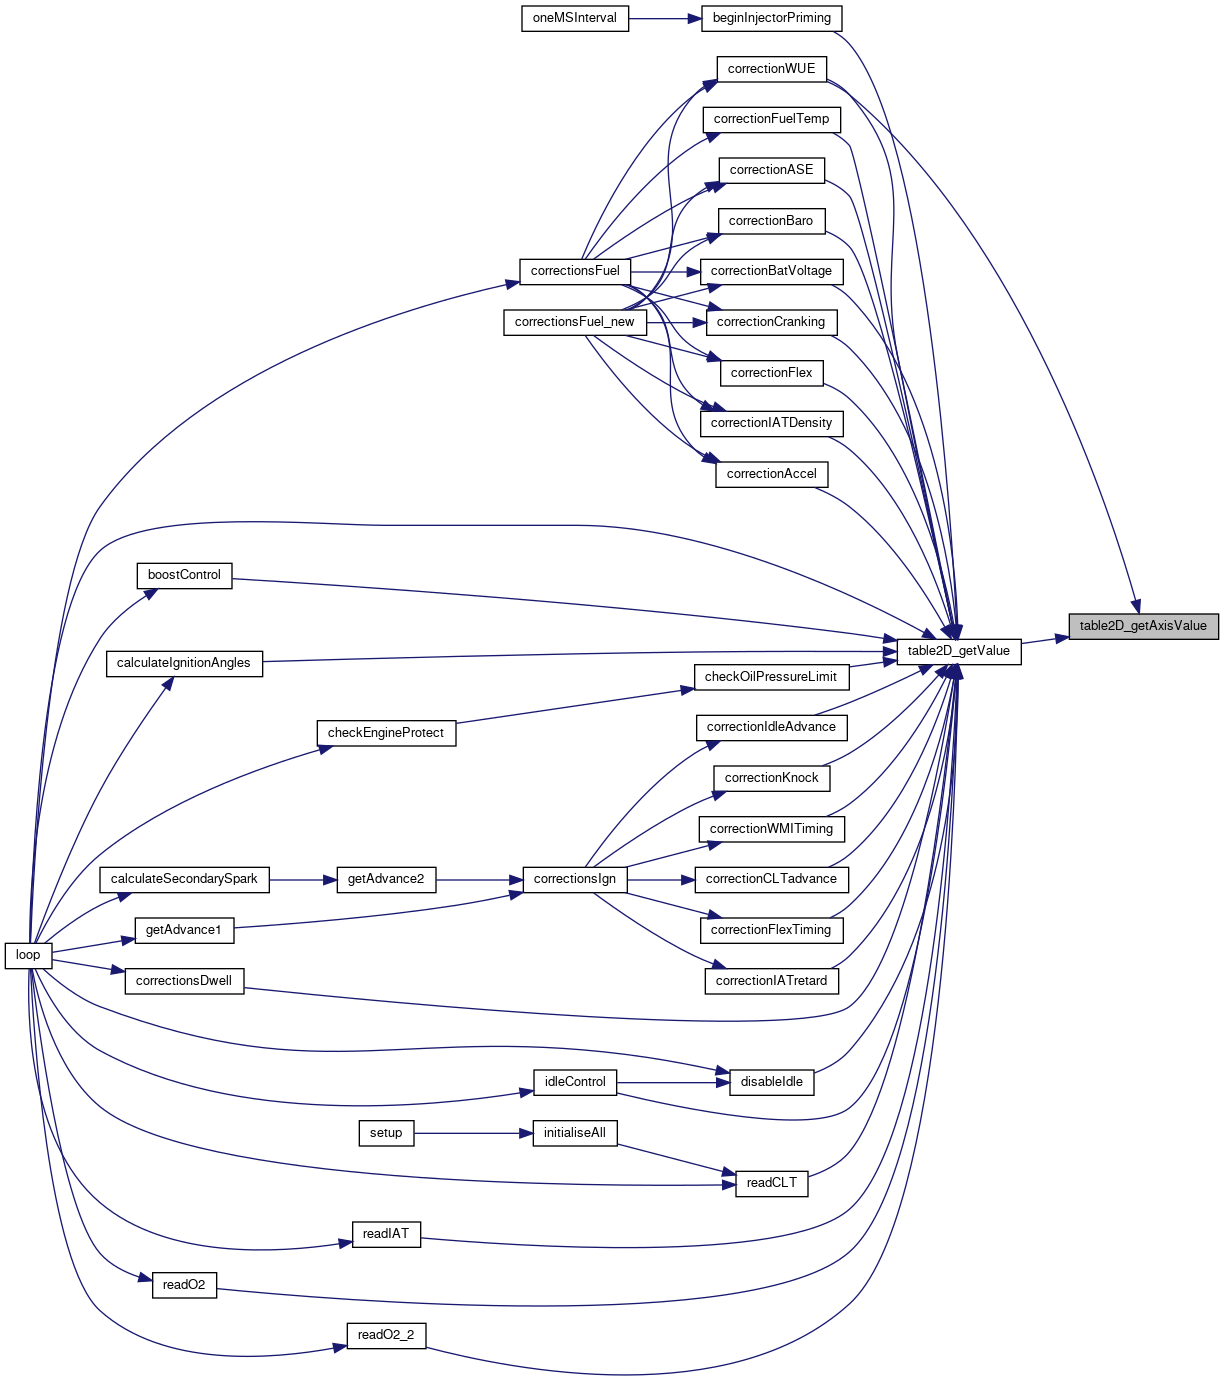 oneMSInterval
beginInjectorPriming
correctionWUE
correctionFuelTemp
correctionASE
correctionBaro
correctionsFuel
correctionBatVoltage
correctionsFuel_new
correctionCranking
correctionFlex
correctionIATDensity
correctionAccel
boostControl
table2D_getAxisValue
table2D_getValue
calculateIgnitionAngles
checkOilPressureLimit
correctionIdleAdvance
checkEngineProtect
correctionKnock
correctionWMITiming
calculateSecondarySpark
getAdvance2
correctionsIgn
correctionCLTadvance
getAdvance1
correctionFlexTiming
loop
correctionsDwell
correctionIATretard
idleControl
disableIdle
setup
initialiseAll
readCLT
readIAT
readO2
readO2_2